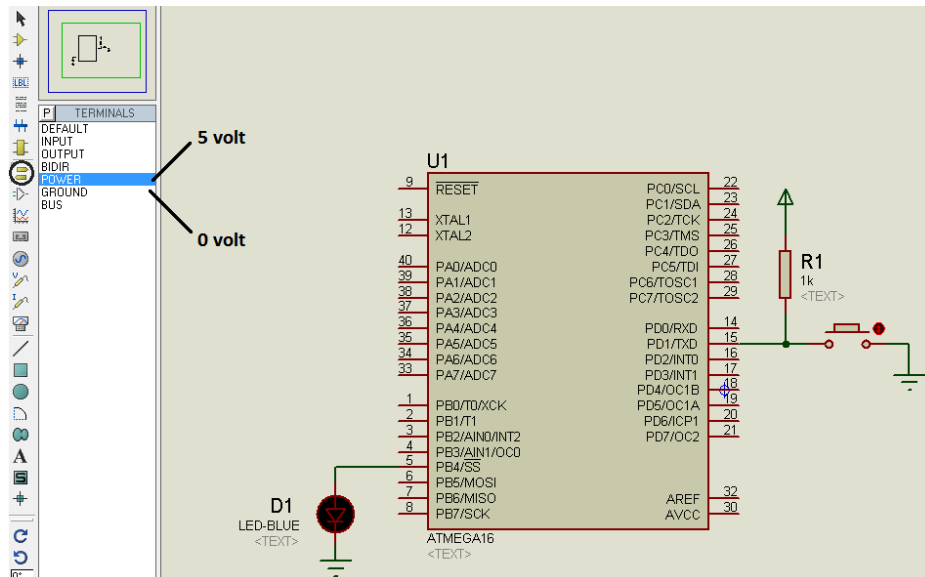 LBL
P TERMINALS
DEFAULT
INPUT
OUTPUT
BIDIR
POWER
GROUND
BUS
A
S
V
I
0°
5 volt
0 volt
U1
9 RESET
13 XTAL1
12 XTAL2
40 PA0/ADC0
39 PA1/ADC1
38 PA2/ADC2
37 PA3/ADC3
36 PA4/ADC4
35 PA5/ADC5
34 PA6/ADC6
33 PA7/ADC7
1 PB0/T0/XCK
2 PB1/T1
3 PB2/AIN0/INT2
4 PB3/AIN1/OC0
5 PB4/SS
6 PB5/MOSI
7 PB6/MISO
8 PB7/SCK
PC0/SCL 22
PC1/SDA 23
PC2/TCK 24
PC3/TMS 25
PC4/TDO 26
PC5/TDI 27
PC6/TOSC1 28
PC7/TOSC2 29
PD0/RXD 14
PD1/TXD 15
PD2/INT0 16
PD3/INT1 17
PD4/OC1B 18
PD5/OC1A 19
PD6/ICP1 20
PD7/OC2 21
AREF 32
AVCC 30
ATMEGA16
<TEXT>
R1
1k
<TEXT>
D1
LED-BLUE
<TEXT>